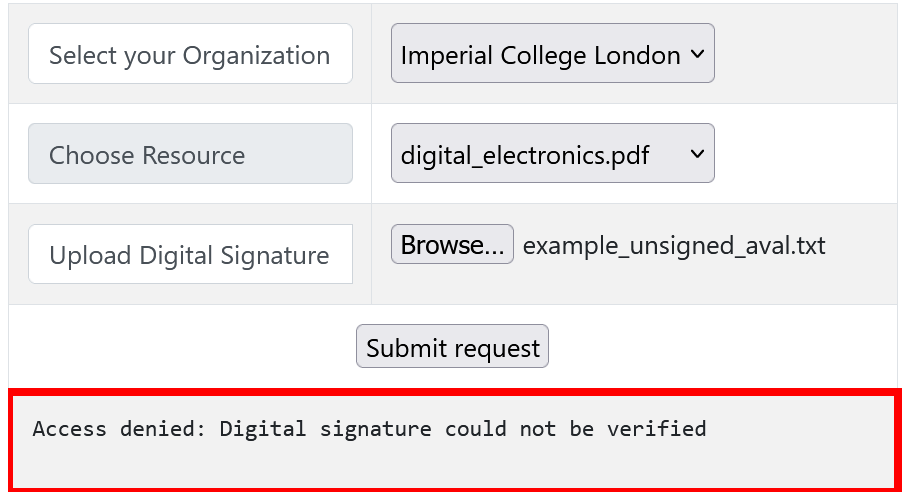 Select your Organization
Imperial College London
Choose Resource
digital_electronics.pdf
Upload Digital Signature
Browse... example_unsigned_aval.txt
Submit request
Access denied: Digital signature could not be verified